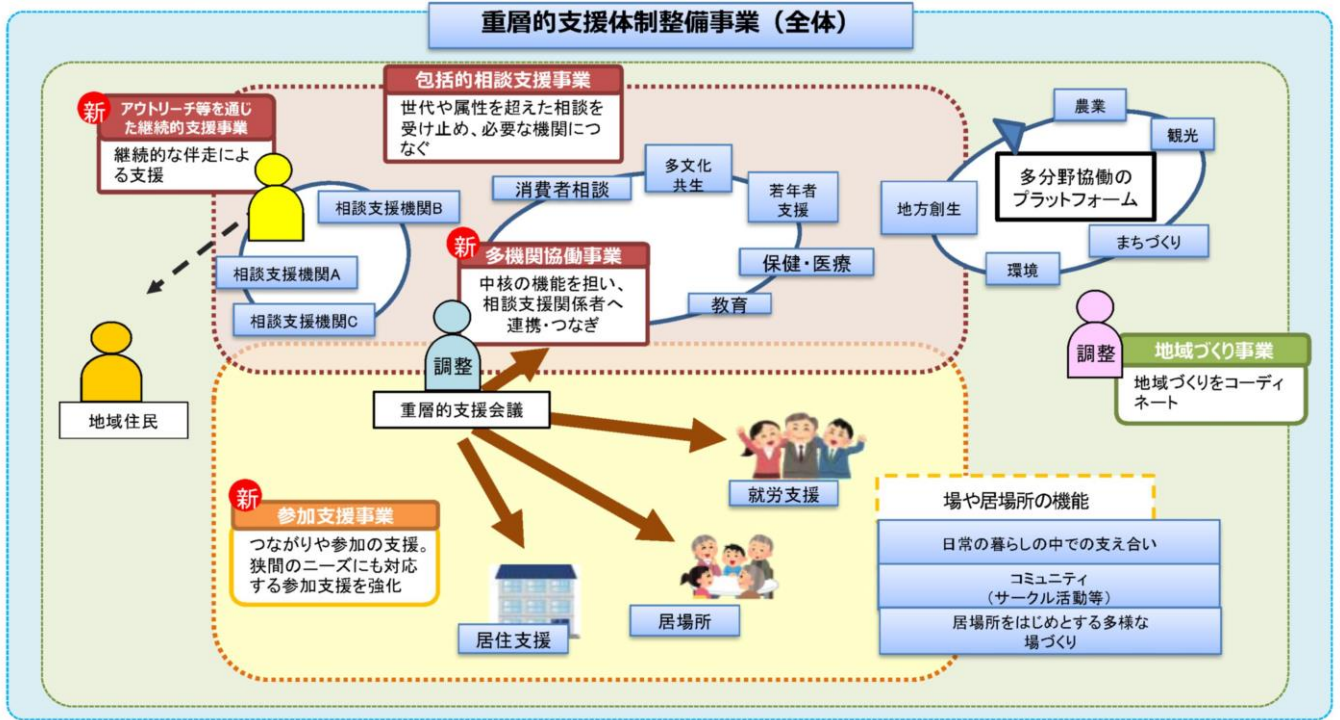 重層的支援体制整備事業（全体）
新
アウトリーチ等を通じ
た継続的支援事業
継続的な伴走によ
る支援
包括的相談支援事業
世代や属性を超えた相談を
受け止め、必要な機関につ
なぐ
相談支援機関B
相談支援機関A
相談支援機関C
消費者相談
多文化
共生
若年者
支援
保健・医療
教育
新
多機関協働事業
中核の機能を担い、
相談支援関係者へ
連携・つなぎ
農業
観光
多分野協働の
プラットフォーム
地方創生
まちづくり
環境
調整
地域づくり事業
地域づくりをコーディ
ネート
地域住民
調整
重層的支援会議
新
参加支援事業
つながりや参加の支援。
狭間のニーズにも対応
する参加支援を強化
就労支援
居場所
居住支援
場や居場所の機能
日常の暮らしの中での支え合い
コミュニティ
（サークル活動等）
居場所をはじめとする多様な
場づくり